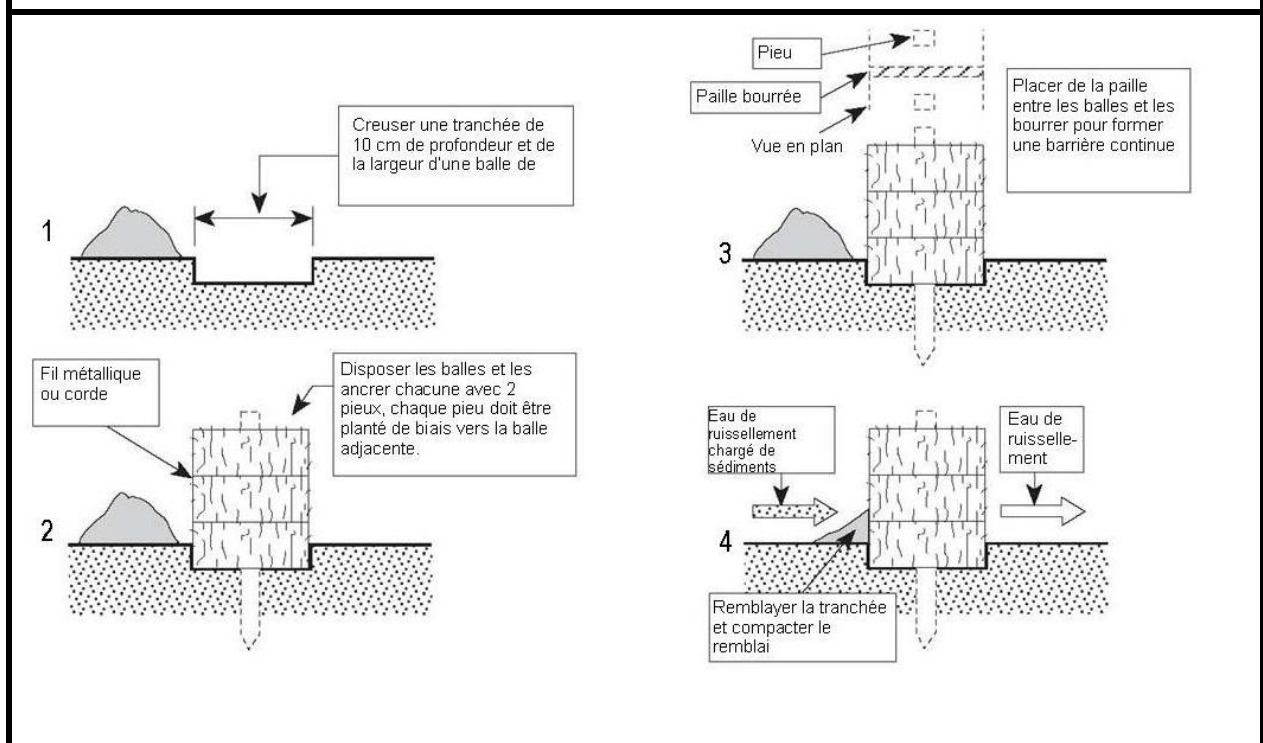 1
Creuser une tranchée de
10 cm de profondeur et de
la largeur d'une balle de
2
Fil métallique
ou corde
Disposer les balles et les
ancrer chacune avec 2
pieux, chaque pieu doit être
planté de biais vers la balle
adjacente.
3
Pieu
Paille bourrée
Vue en plan
Placer de la paille
entre les balles et les
bourrer pour former
une barrière continue
4
Eau de
ruissellement
chargé de
sédiments
Eau de
ruisselle-
ment
Remblayer la tranchée
et compacter le
remblai